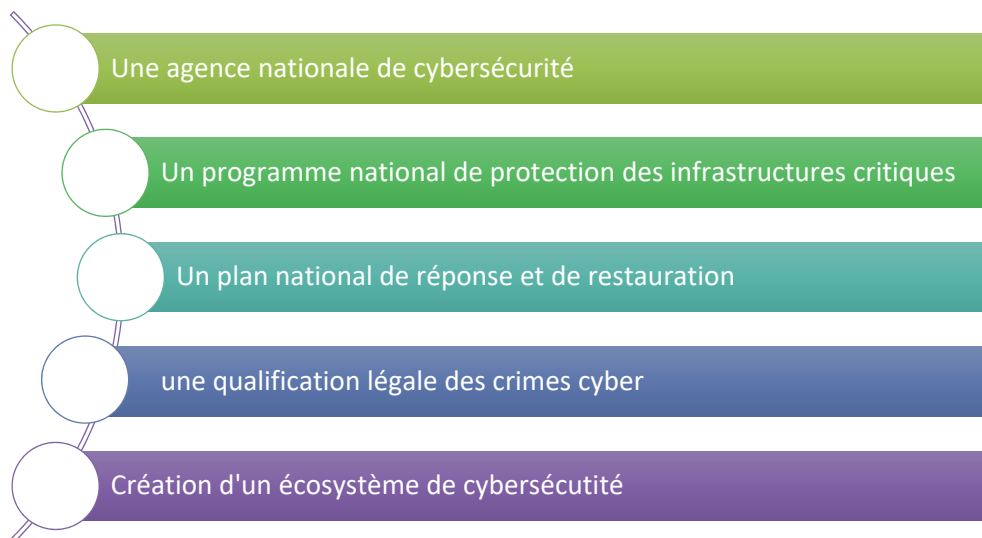 Une agence nationale de cybersécurité
Un programme national de protection des infrastructures critiques
Un plan national de réponse et de restauration
une qualification légale des crimes cyber
Création d'un écosystème de cybersécutité